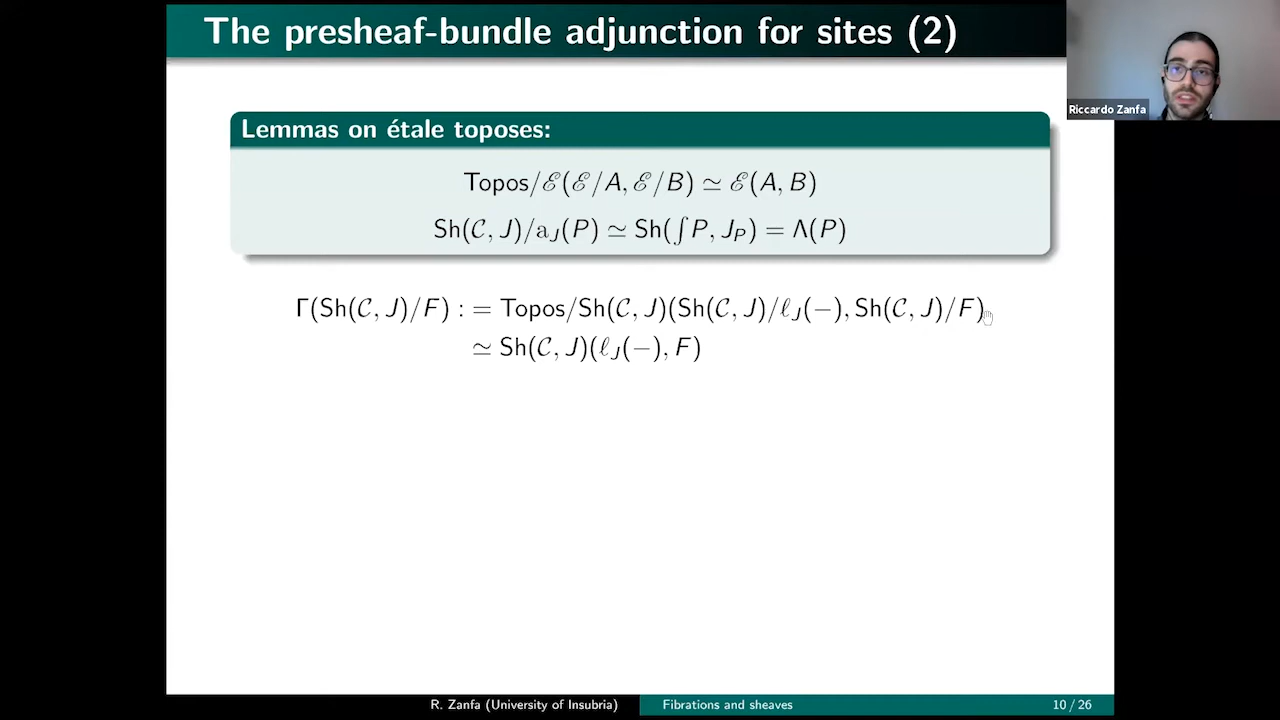 The presheaf-bundle adjunction for sites (2)
Riccardo Zanfa
Lemmas on étale toposes:
Topos/ℰ(ℰ/A, ℰ/B) ≃ ℰ(A, B)
Sh(𝒞, J)/a_J(P) ≃ Sh(∫P, J_P) = Λ(P)
Γ(Sh(𝒞, J)/F) : = Topos/Sh(𝒞, J)(Sh(𝒞, J)/ℓ_J(−), Sh(𝒞, J)/F)
≃ Sh(𝒞, J)(ℓ_J(−), F)
R. Zanfa (University of Insubria) Fibrations and sheaves 10 / 26